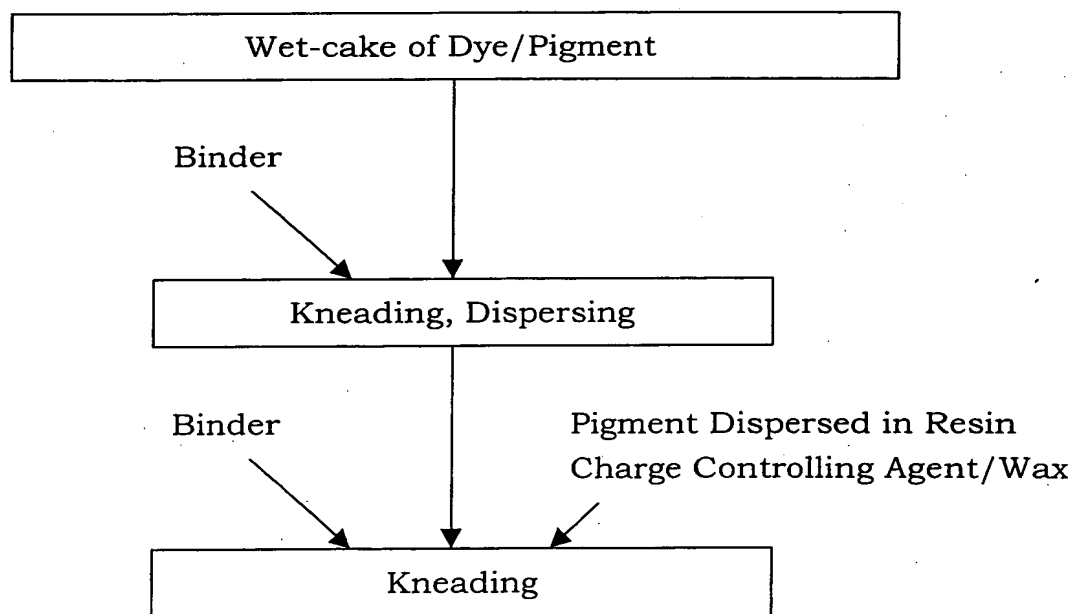 Wet-cake of Dye/Pigment
Binder
Kneading, Dispersing
Binder
Pigment Dispersed in Resin
Charge Controlling Agent/Wax
Kneading